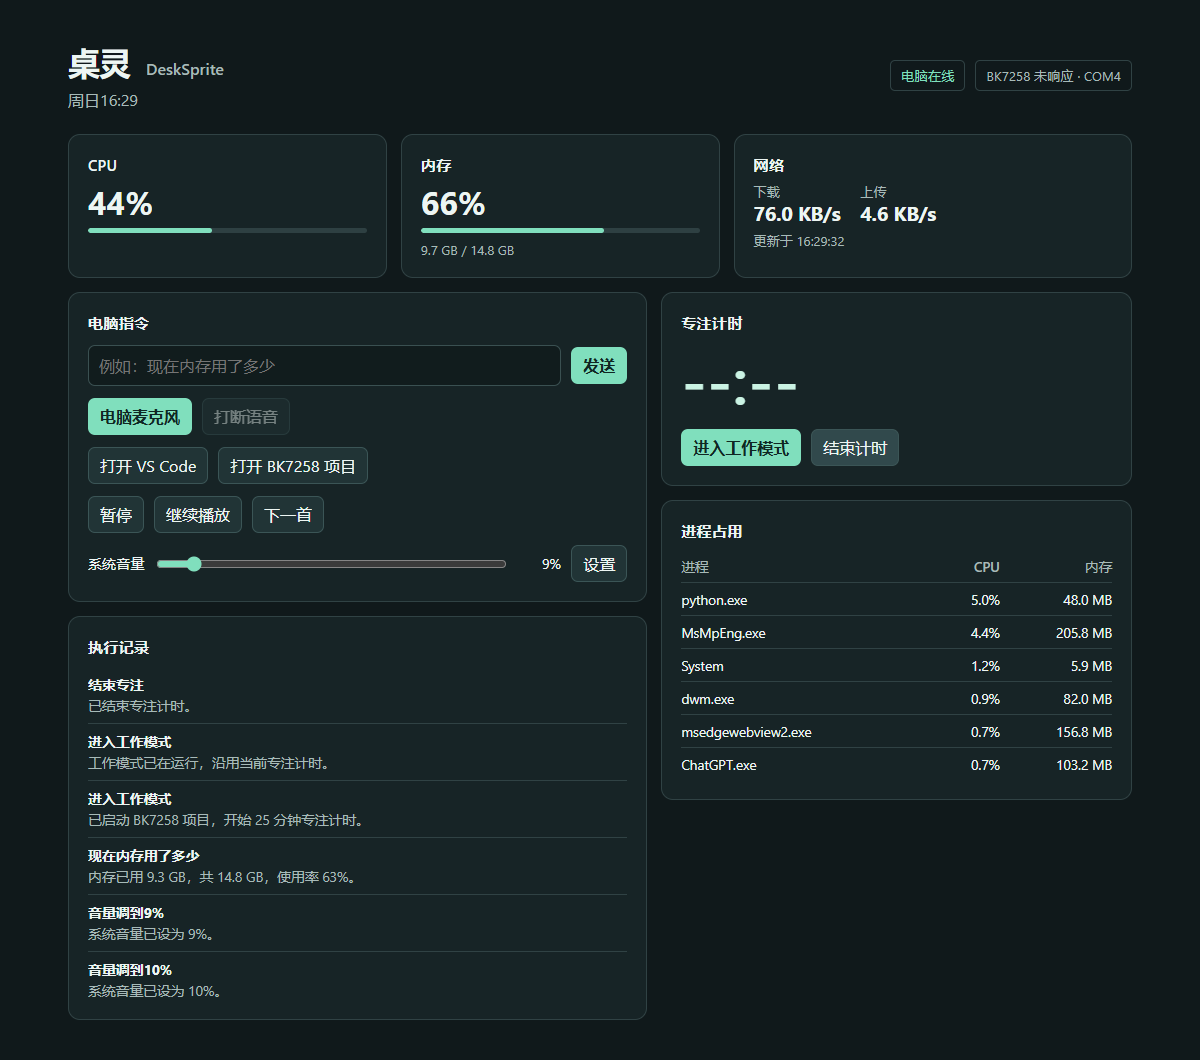 桌灵 DeskSprite
周日16:29
电脑在线
BK7258 未响应 · COM4
CPU
44%
内存
66%
9.7 GB / 14.8 GB
网络
下载 上传
76.0 KB/s 4.6 KB/s
更新于 16:29:32
电脑指令
例如：现在内存用了多少
发送
电脑麦克风 打断语音
打开 VS Code 打开 BK7258 项目
暂停 继续播放 下一首
系统音量 9% 设置
专注计时
--:--
进入工作模式 结束计时
执行记录
结束专注
已结束专注计时。
进入工作模式
工作模式已在运行，沿用当前专注计时。
进入工作模式
已启动 BK7258 项目，开始 25 分钟专注计时。
现在内存用了多少
内存已用 9.3 GB，共 14.8 GB，使用率 63%。
音量调到9%
系统音量已设为 9%。
音量调到10%
系统音量已设为 10%。
进程占用
进程 CPU 内存
python.exe 5.0% 48.0 MB
MsMpEng.exe 4.4% 205.8 MB
System 1.2% 5.9 MB
dwm.exe 0.9% 82.0 MB
msedgewebview2.exe 0.7% 156.8 MB
ChatGPT.exe 0.7% 103.2 MB